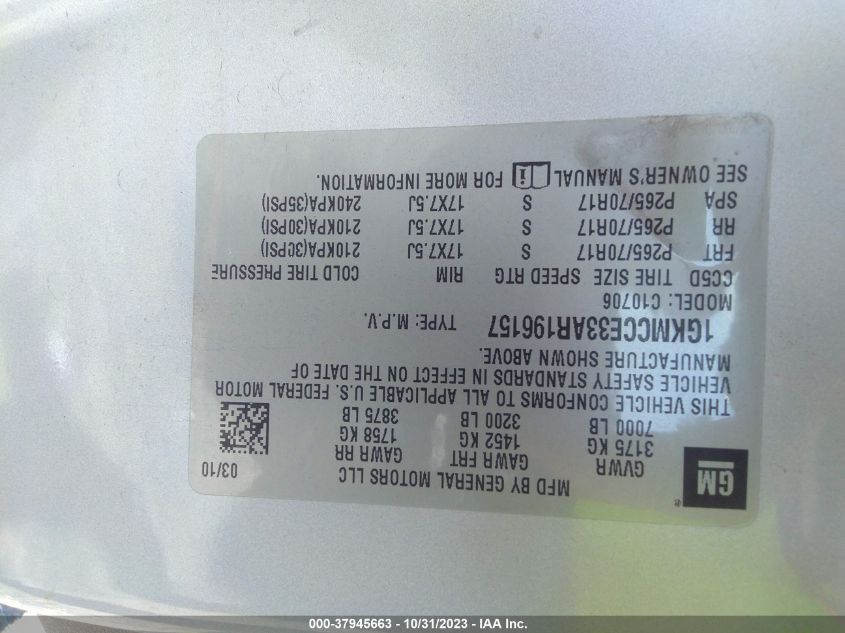 MFD BY GENERAL MOTORS LLC 03/10
GM ®
GVWR GAWR FRT GAWR RR
3175 KG 1452 KG 1758 KG
7000 LB 3200 LB 3875 LB
THIS VEHICLE CONFORMS TO ALL APPLICABLE U.S. FEDERAL MOTOR
VEHICLE SAFETY STANDARDS IN EFFECT ON THE DATE OF
MANUFACTURE SHOWN ABOVE.
1GKMCCE33AR196157 TYPE: M.P.V.
MODEL: C10706
CC5D TIRE SIZE SPEED RTG RIM COLD TIRE PRESSURE
FRT P265/70R17 S 17X7.5J 210KPA(30PSI)
RR P265/70R17 S 17X7.5J 210KPA(30PSI)
SPA P265/70R17 S 17X7.5J 240KPA(35PSI)
SEE OWNER'S MANUAL i FOR MORE INFORMATION.
000-37945663 - 10/31/2023 - IAA Inc.